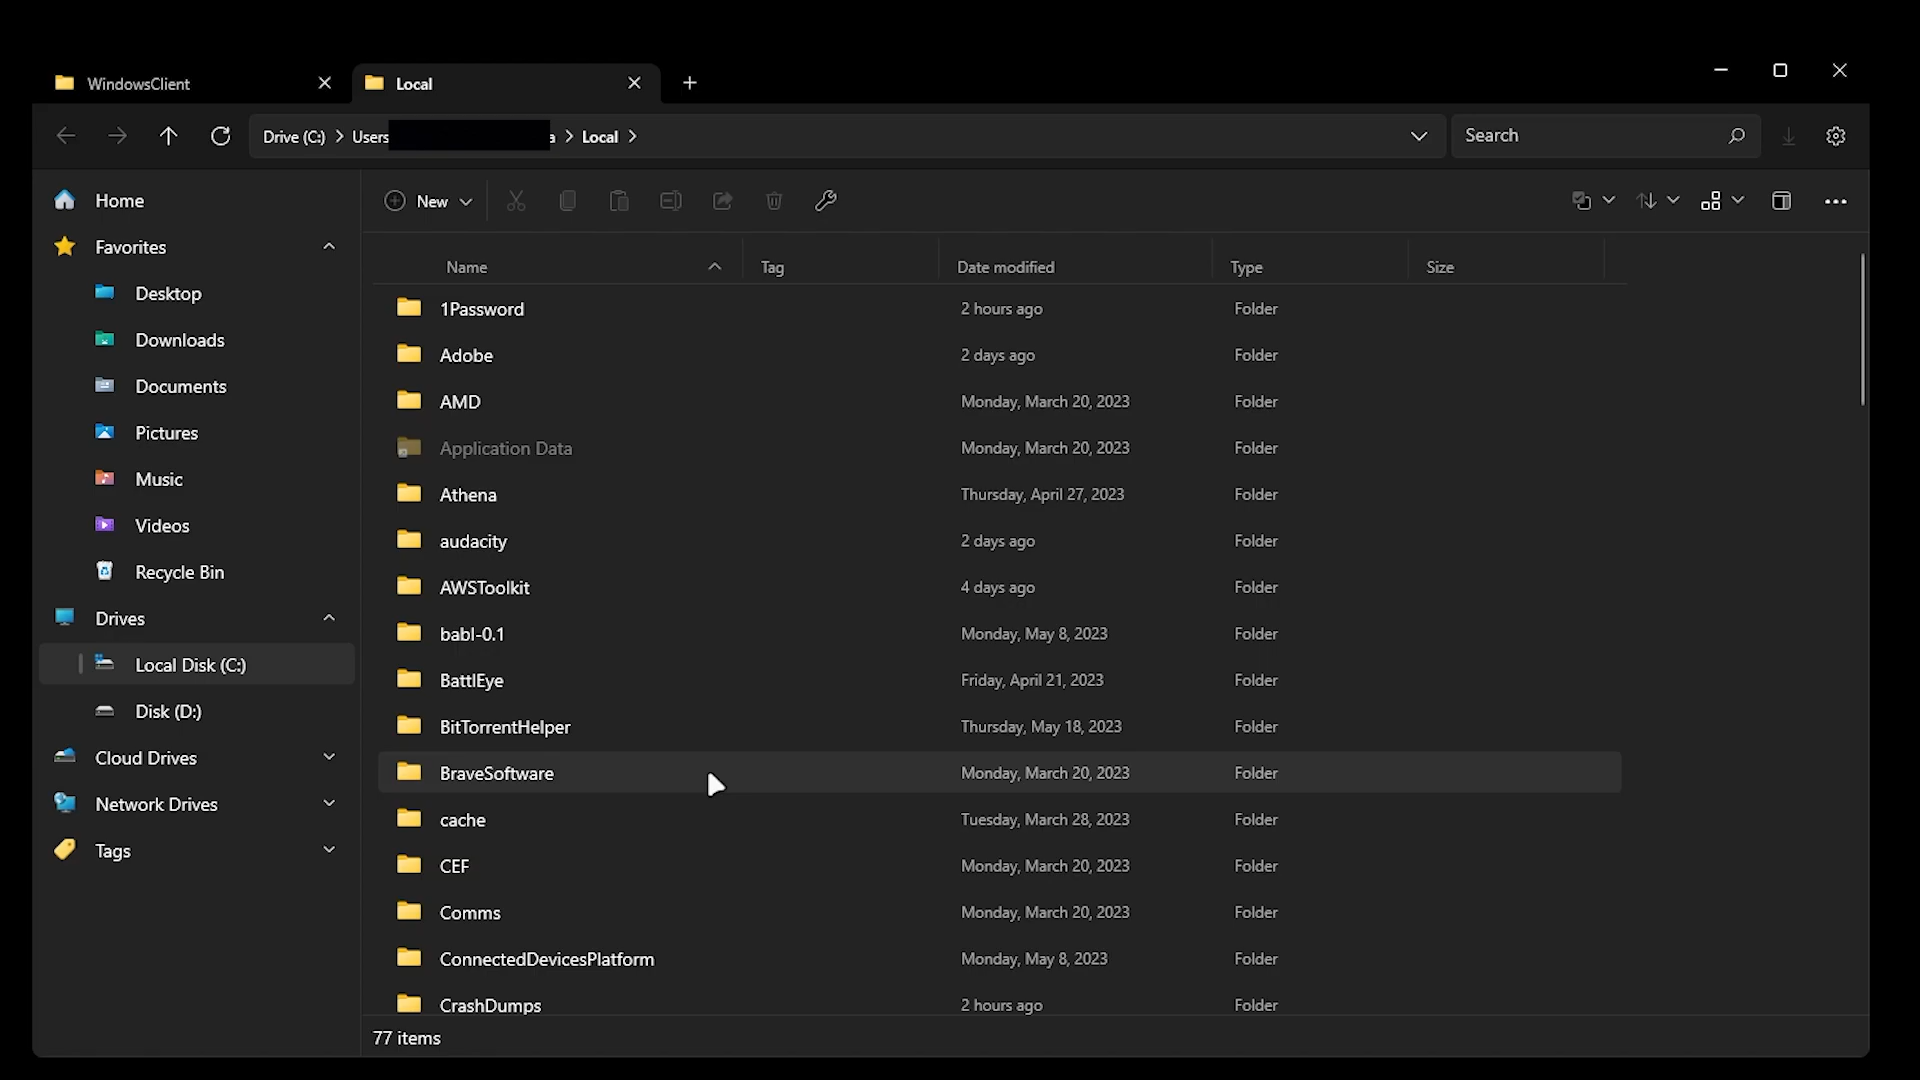 WindowsClient
Local
Drive (C:) > Users
a > Local >
Search
Home
Favorites
Desktop
Downloads
Documents
Pictures
Music
Videos
Recycle Bin
Drives
Local Disk (C:)
Disk (D:)
Cloud Drives
Network Drives
Tags
New
Name Tag Date modified Type Size
1Password 2 hours ago Folder
Adobe 2 days ago Folder
AMD Monday, March 20, 2023 Folder
Application Data Monday, March 20, 2023 Folder
Athena Thursday, April 27, 2023 Folder
audacity 2 days ago Folder
AWSToolkit 4 days ago Folder
babl-0.1 Monday, May 8, 2023 Folder
BattlEye Friday, April 21, 2023 Folder
BitTorrentHelper Thursday, May 18, 2023 Folder
BraveSoftware Monday, March 20, 2023 Folder
cache Tuesday, March 28, 2023 Folder
CEF Monday, March 20, 2023 Folder
Comms Monday, March 20, 2023 Folder
ConnectedDevicesPlatform Monday, May 8, 2023 Folder
CrashDumps 2 hours ago Folder
77 items